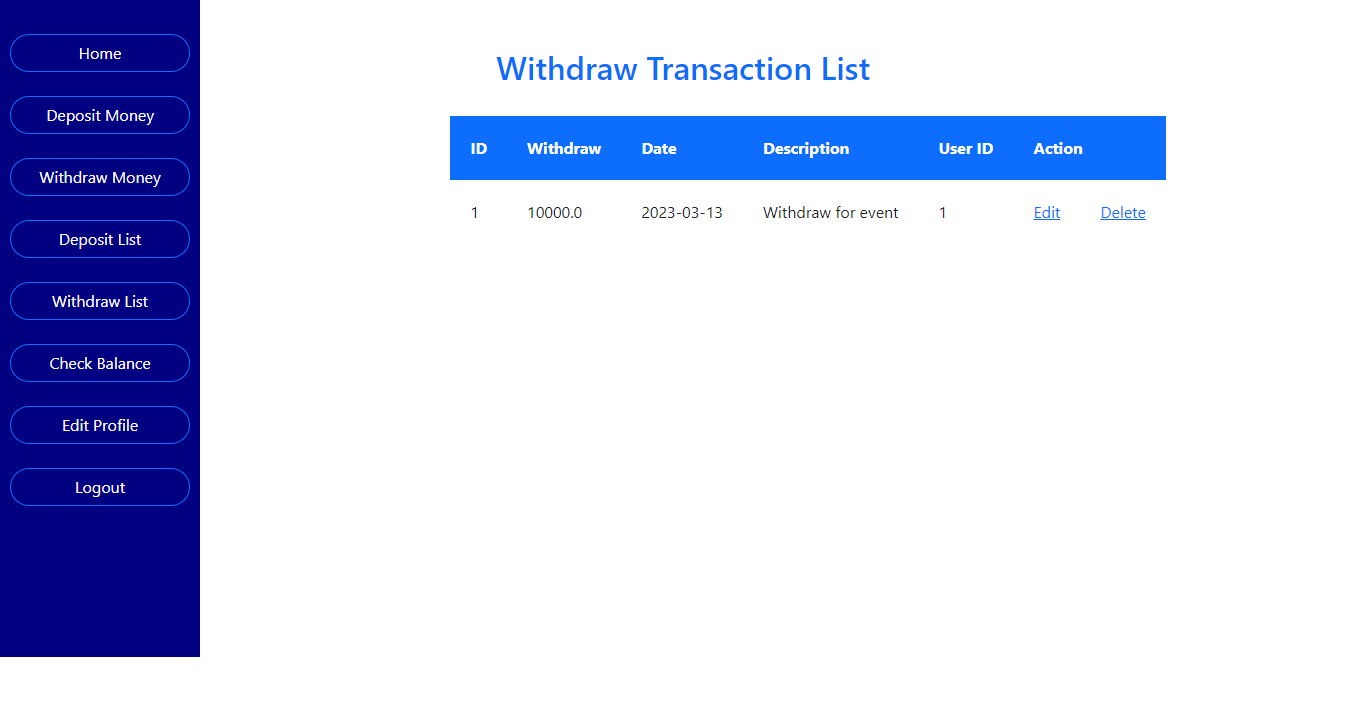 Home
Deposit Money
Withdraw Money
Deposit List
Withdraw List
Check Balance
Edit Profile
Logout
Withdraw Transaction List
ID Withdraw Date Description User ID Action
1 10000.0 2023-03-13 Withdraw for event 1 Edit Delete